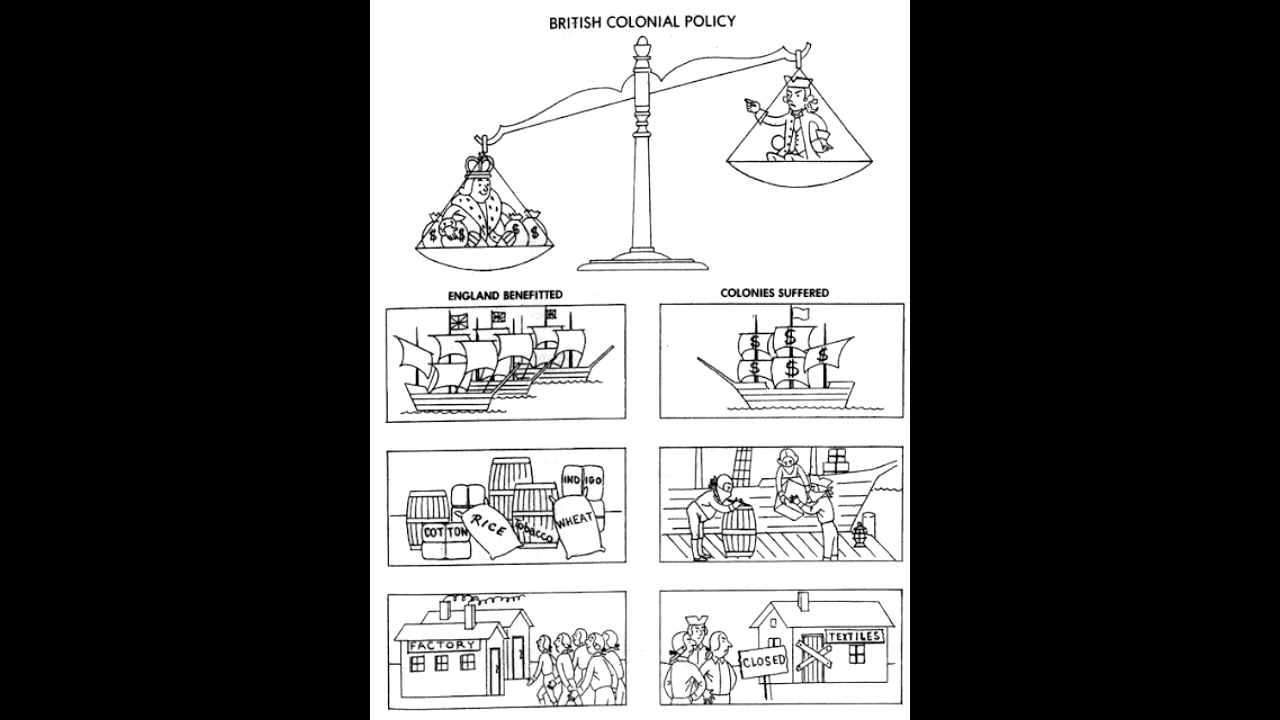 BRITISH COLONIAL POLICY
$ $ $ $
ENGLAND BENEFITTED
COLONIES SUFFERED
$ $ $
$ $
COTTON
RICE
Tobacco
WHEAT
INDIGO
FACTORY
CLOSED
TEXTILES